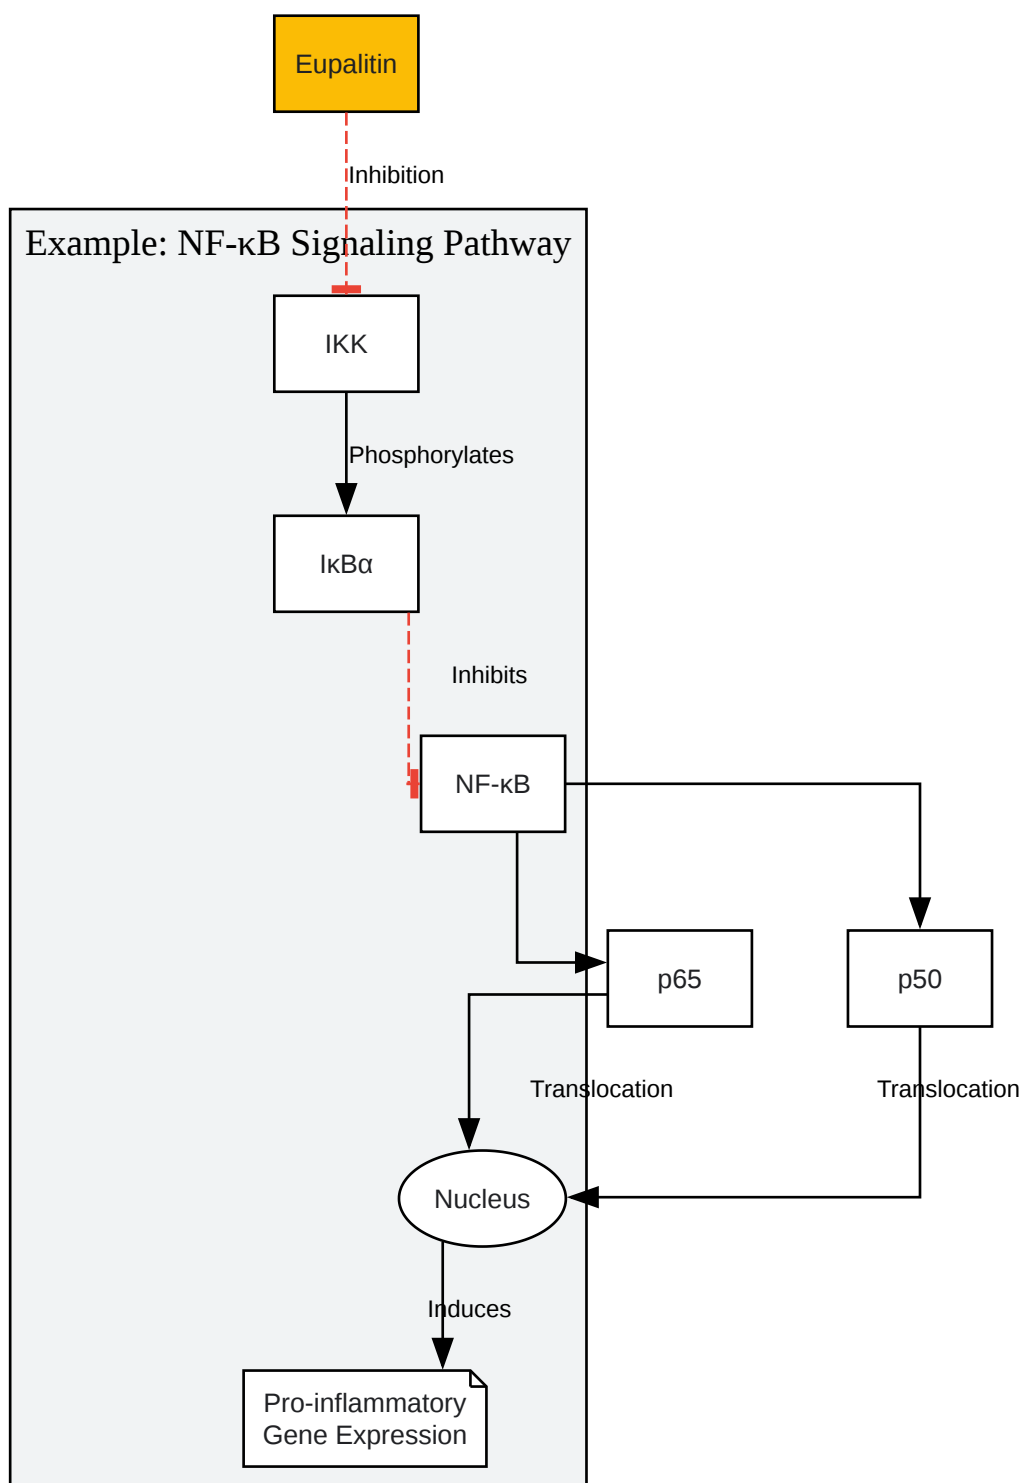 Eupalitin
Inhibition
Example: NF-κB Signaling Pathway
IKK
Phosphorylates
IκBα
Inhibits
NF-κB
p65
p50
Translocation
Translocation
Nucleus
Induces
Pro-inflammatory
Gene Expression